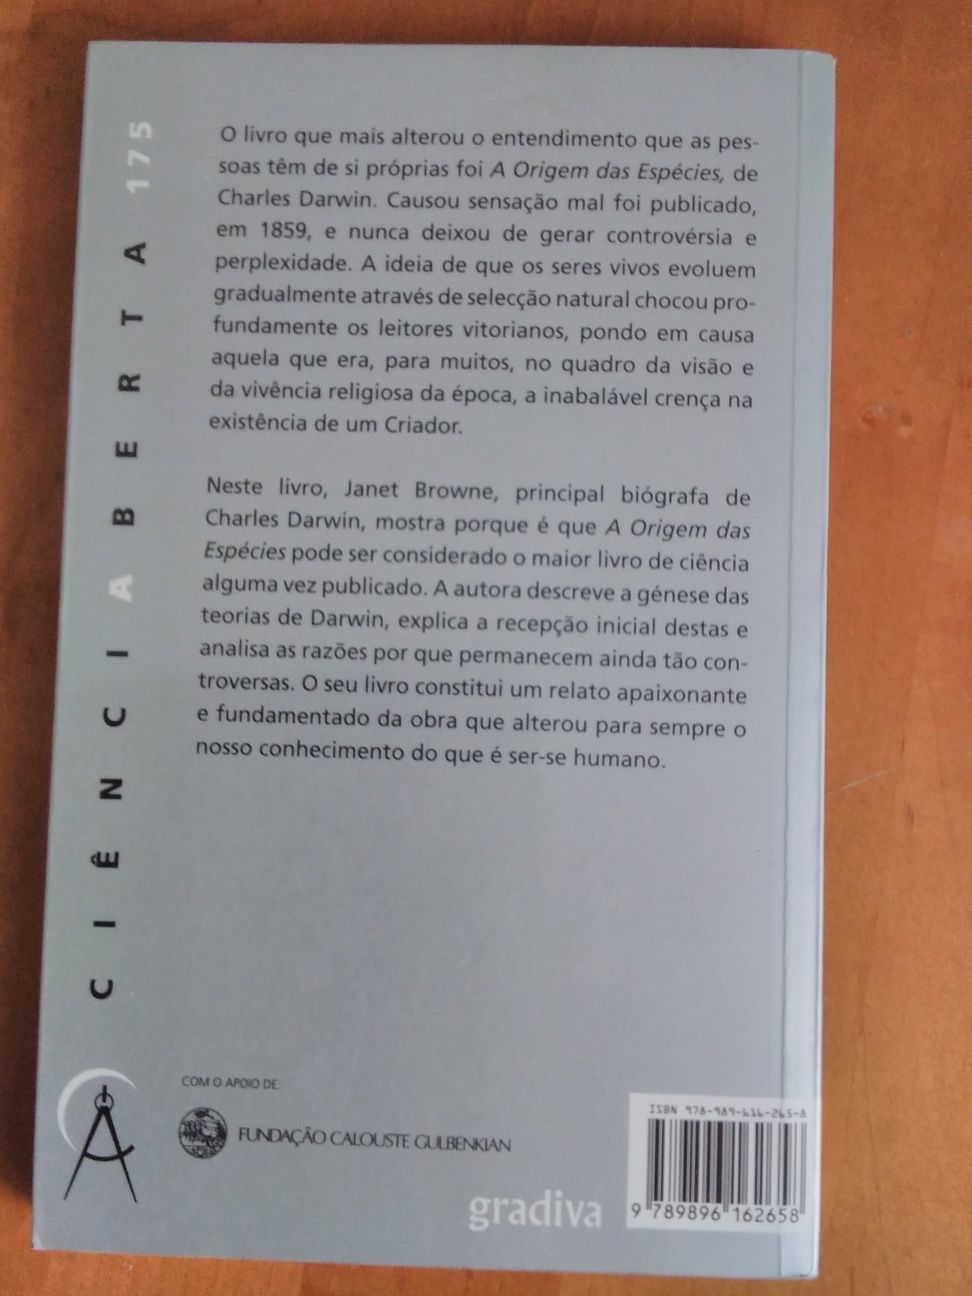 O livro que mais alterou o entendimento que as pes-
soas têm de si próprias foi A Origem das Espécies, de
Charles Darwin. Causou sensação mal foi publicado,
em 1859, e nunca deixou de gerar controvérsia e
perplexidade. A ideia de que os seres vivos evoluem
gradualmente através de selecção natural chocou pro-
fundamente os leitores vitorianos, pondo em causa
aquela que era, para muitos, no quadro da visão e
da vivência religiosa da época, a inabalável crença na
existência de um Criador.
Neste livro, Janet Browne, principal biógrafa de
Charles Darwin, mostra porque é que A Origem das
Espécies pode ser considerado o maior livro de ciência
alguma vez publicado. A autora descreve a génese das
teorias de Darwin, explica a recepção inicial destas e
analisa as razões por que permanecem ainda tão con-
troversas. O seu livro constitui um relato apaixonante
e fundamentado da obra que alterou para sempre o
nosso conhecimento do que é ser-se humano.
CIÊNCIA ABERTA 175
COM O APOIO DE:
FUNDAÇÃO CALOUSTE GULBENKIAN
gradiva
ISBN 978-989-616-265-8
9 789896 162658